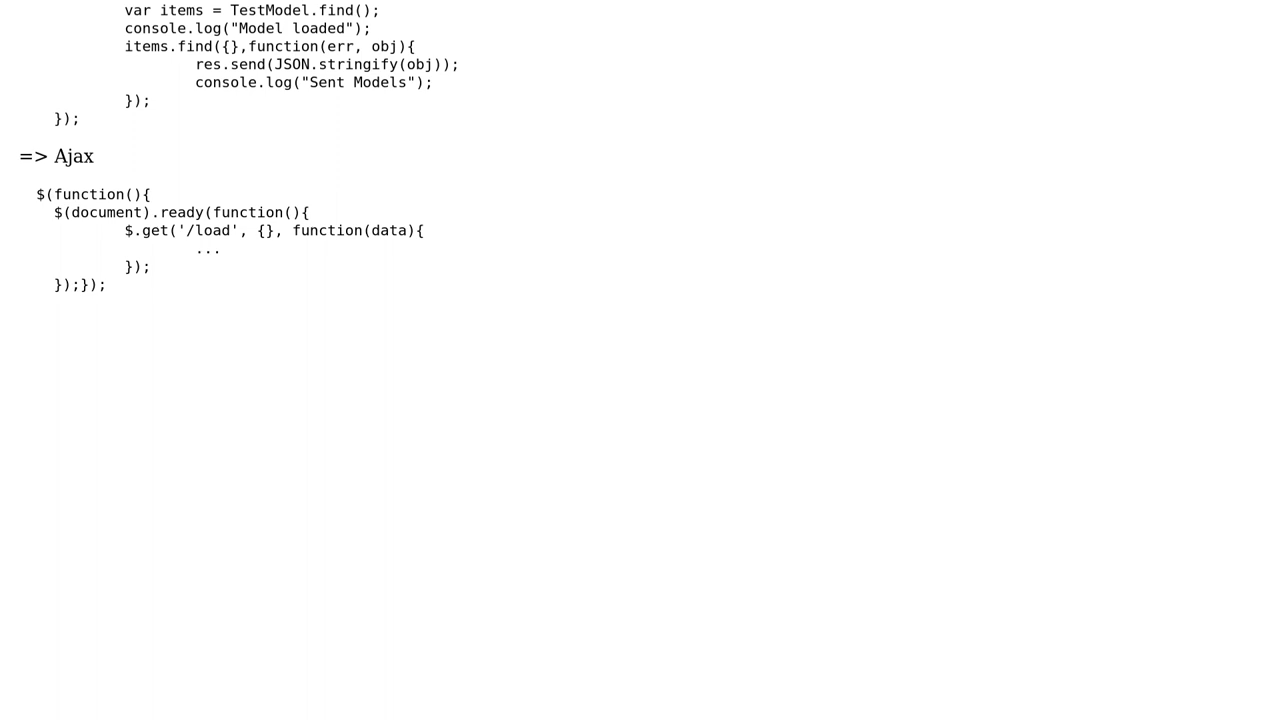 var items = TestModel.find();
console.log("Model loaded");
items.find({},function(err, obj){
res.send(JSON.stringify(obj));
console.log("Sent Models");
});
});
=> Ajax
$(function(){
$(document).ready(function(){
$.get('/load', {}, function(data){
...
});
});});